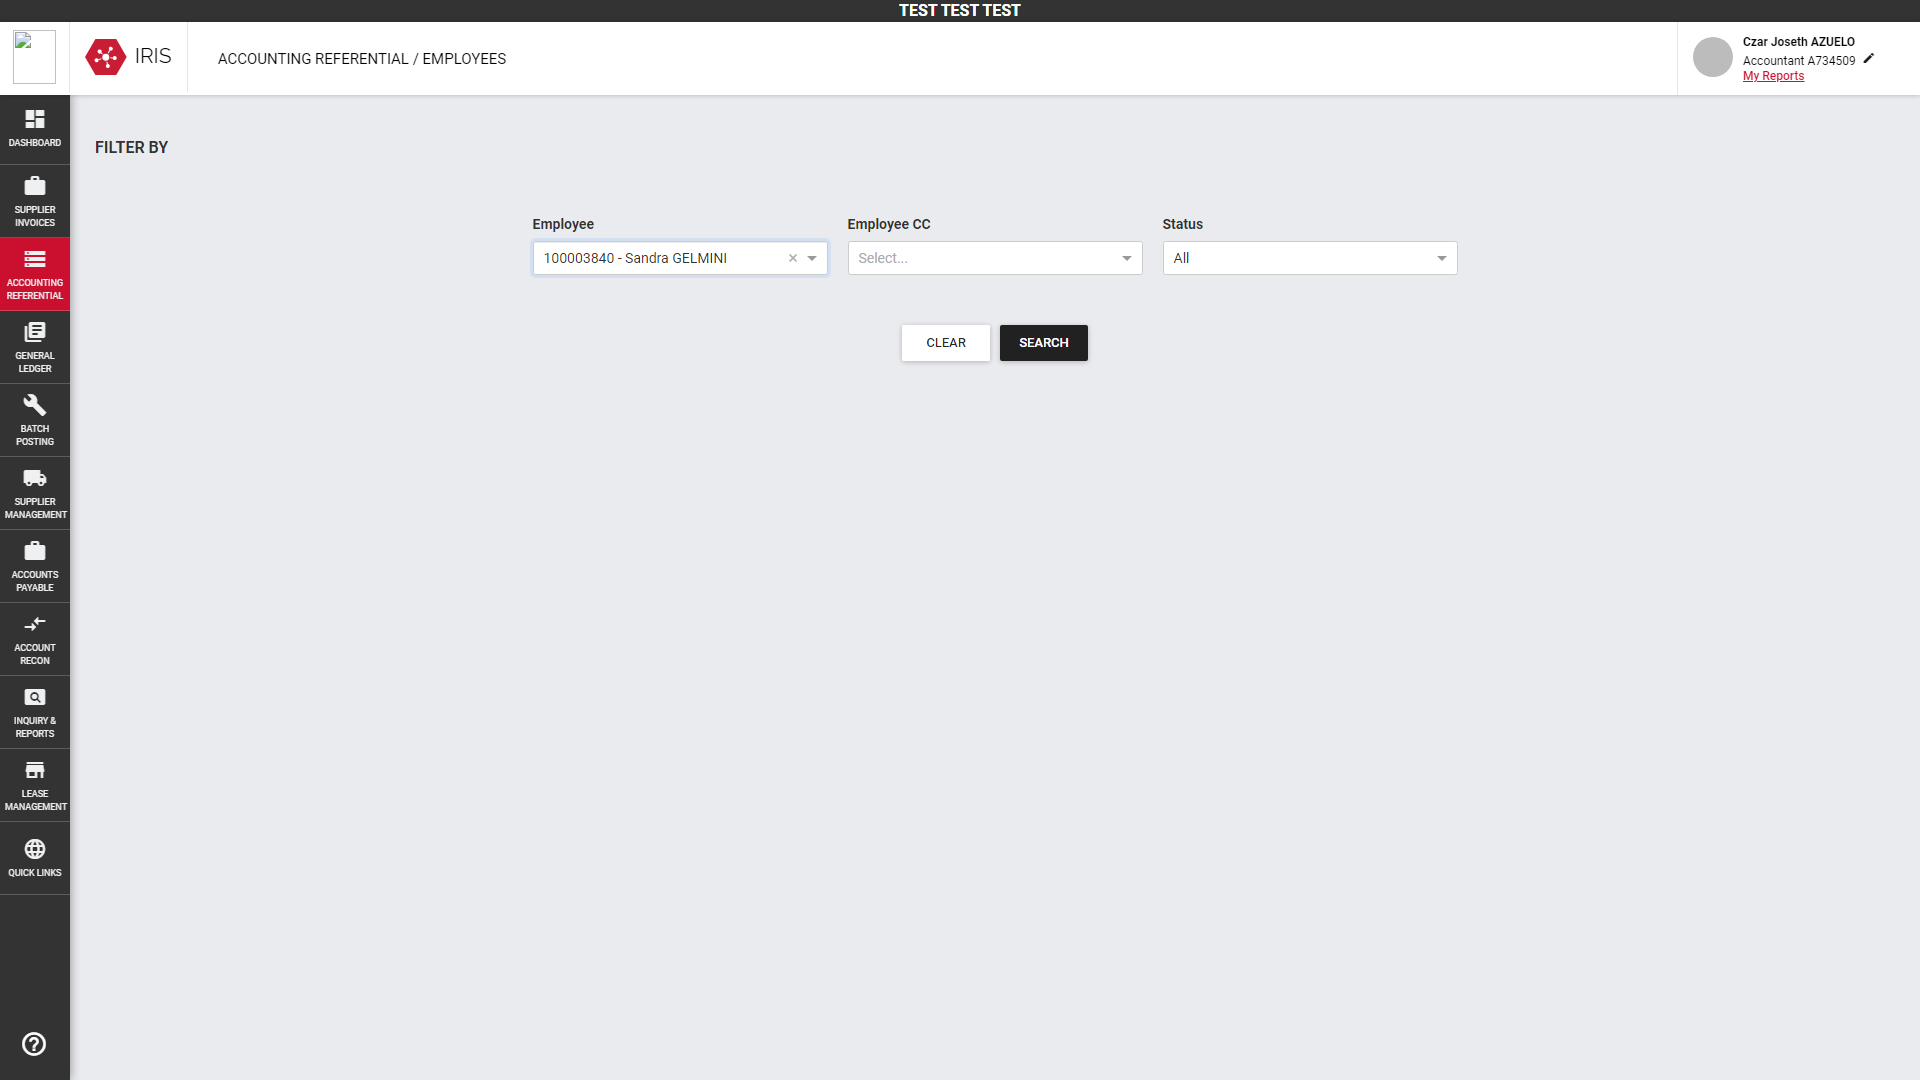 TEST TEST TEST
IRIS
ACCOUNTING REFERENTIAL / EMPLOYEES
Czar Joseth AZUELO
Accountant A734509
My Reports
DASHBOARD
SUPPLIER
INVOICES
ACCOUNTING
REFERENTIAL
GENERAL
LEDGER
BATCH
POSTING
SUPPLIER
MANAGEMENT
ACCOUNTS
PAYABLE
ACCOUNT
RECON
INQUIRY &
REPORTS
LEASE
MANAGEMENT
QUICK LINKS
FILTER BY
Employee
100003840 - Sandra GELMINI
Employee CC
Select...
Status
All
CLEAR
SEARCH